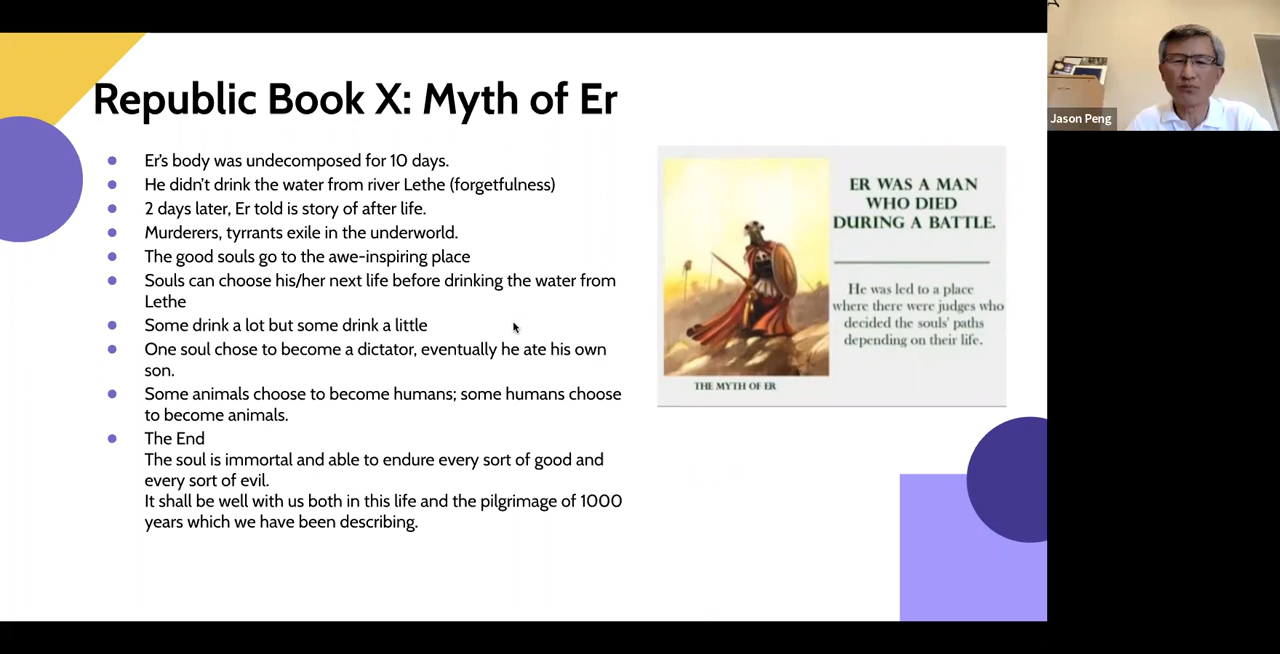 Republic Book X: Myth of Er
Er's body was undecomposed for 10 days.
He didn't drink the water from river Lethe (forgetfulness)
2 days later, Er told is story of after life.
Murderers, tyrrants exile in the underworld.
The good souls go to the awe-inspiring place
Souls can choose his/her next life before drinking the water from
Lethe
Some drink a lot but some drink a little
One soul chose to become a dictator, eventually he ate his own
son.
Some animals choose to become humans; some humans choose
to become animals.
The End
The soul is immortal and able to endure every sort of good and
every sort of evil.
It shall be well with us both in this life and the pilgrimage of 1000
years which we have been describing.
ER WAS A MAN
WHO DIED
DURING A BATTLE.
He was led to a place
where there were judges who
decided the souls' paths
depending on their life.
THE MYTH OF ER
Jason Peng